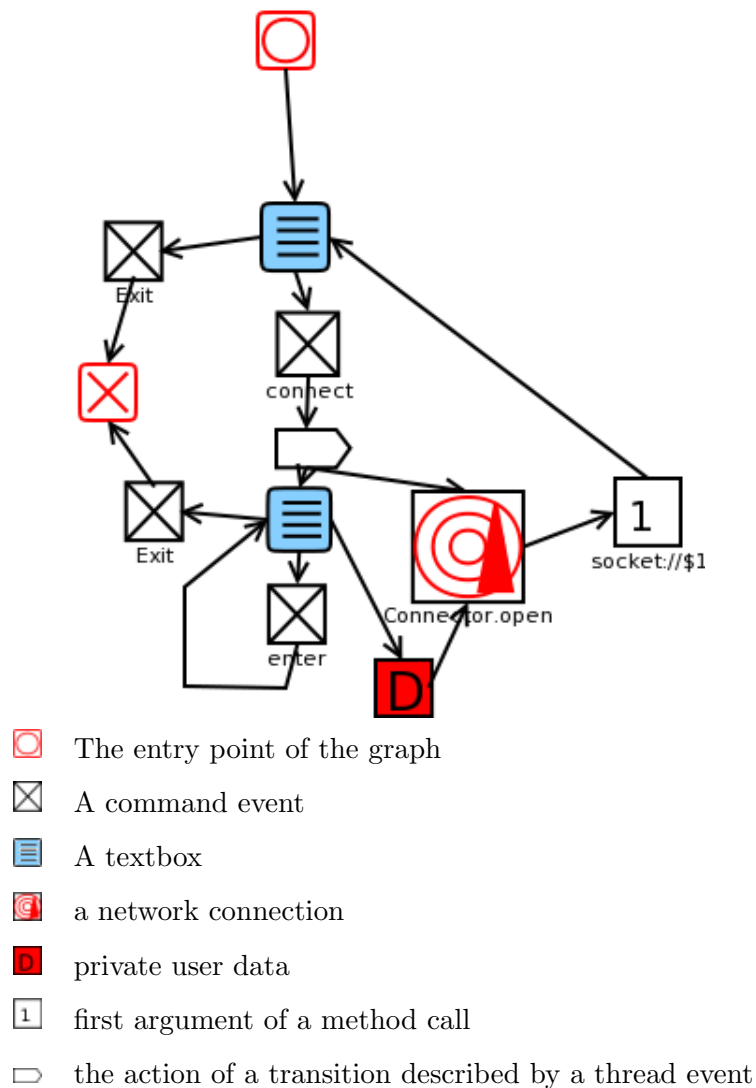 Exit
connect
Exit
1
socket://$1
Connector.open
enter
D
The entry point of the graph
A command event
A textbox
a network connection
D
private user data
1
first argument of a method call
the action of a transition described by a thread event